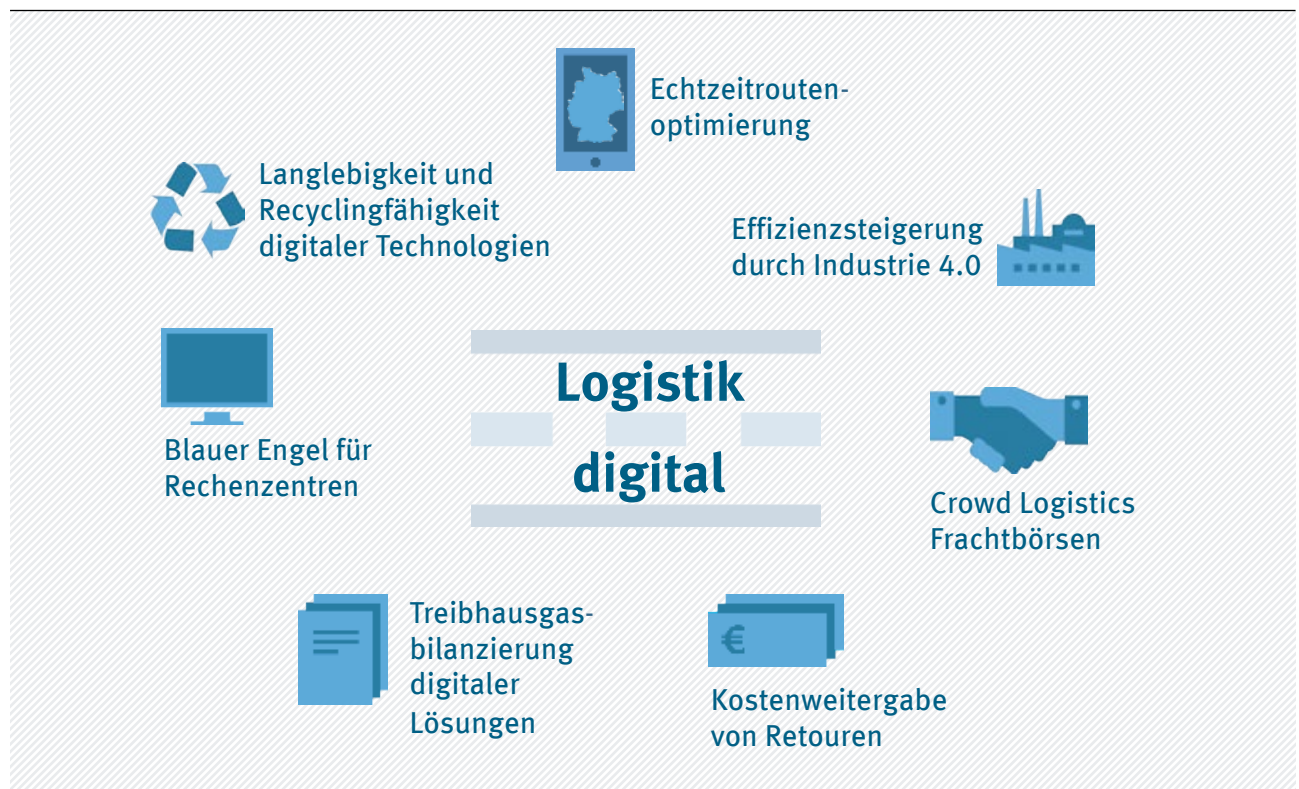 Echtzeitrouten-
optimierung
Langlebigkeit und
Recyclingfähigkeit
digitaler Technologien
Effizienzsteigerung
durch Industrie 4.0
Logistik
digital
Blauer Engel für
Rechenzentren
Crowd Logistics
Frachtbörsen
Treibhausgas-
bilanzierung
digitaler
Lösungen
€
Kostenweitergabe
von Retouren